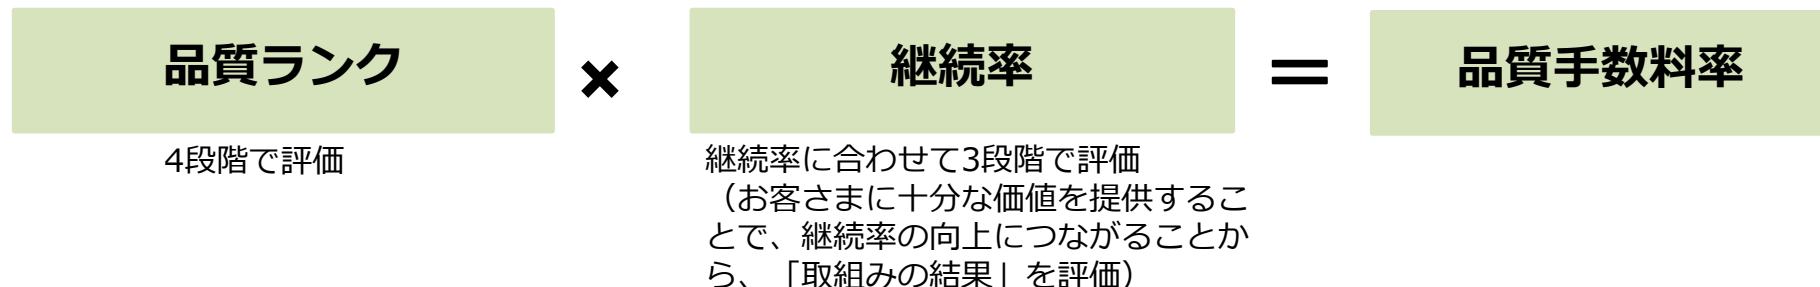 品質ランク
×
継続率
＝
品質手数料率
4段階で評価
継続率に合わせて3段階で評価
（お客さまに十分な価値を提供するこ
とで、継続率の向上につながることか
ら、「取組みの結果」を評価）